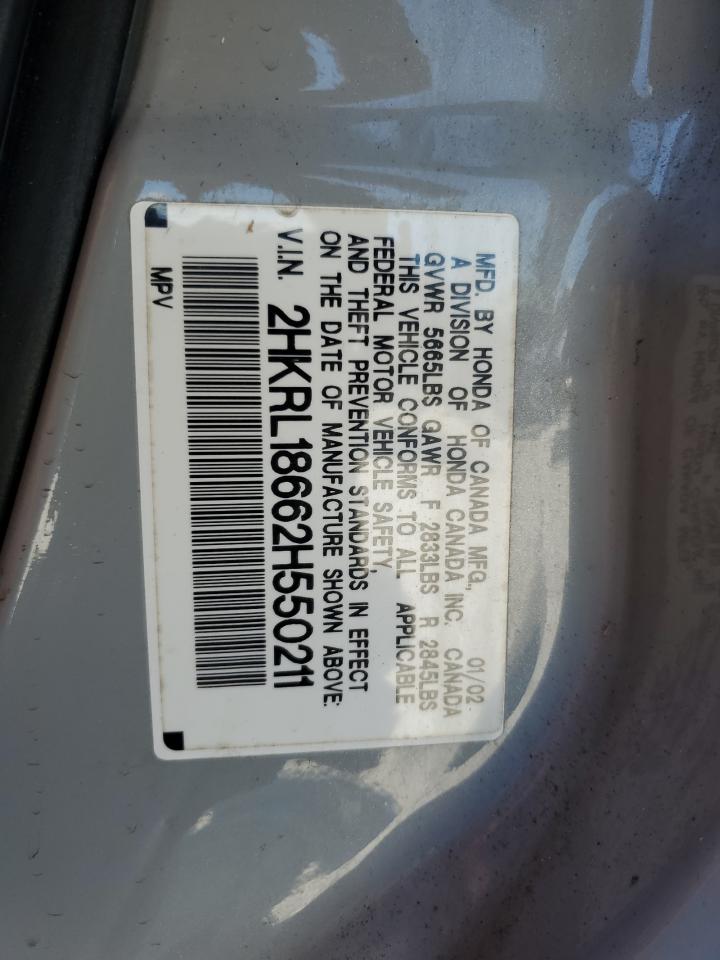 MFD. BY HONDA OF CANADA MFG., 01/02
A DIVISION OF HONDA CANADA INC. CANADA
GVWR 5665LBS GAWR F 2833LBS R 2845LBS
THIS VEHICLE CONFORMS TO ALL APPLICABLE
FEDERAL MOTOR VEHICLE SAFETY,
AND THEFT PREVENTION STANDARDS IN EFFECT
ON THE DATE OF MANUFACTURE SHOWN ABOVE:
V.I.N. 2HKRL18662H550211
MPV